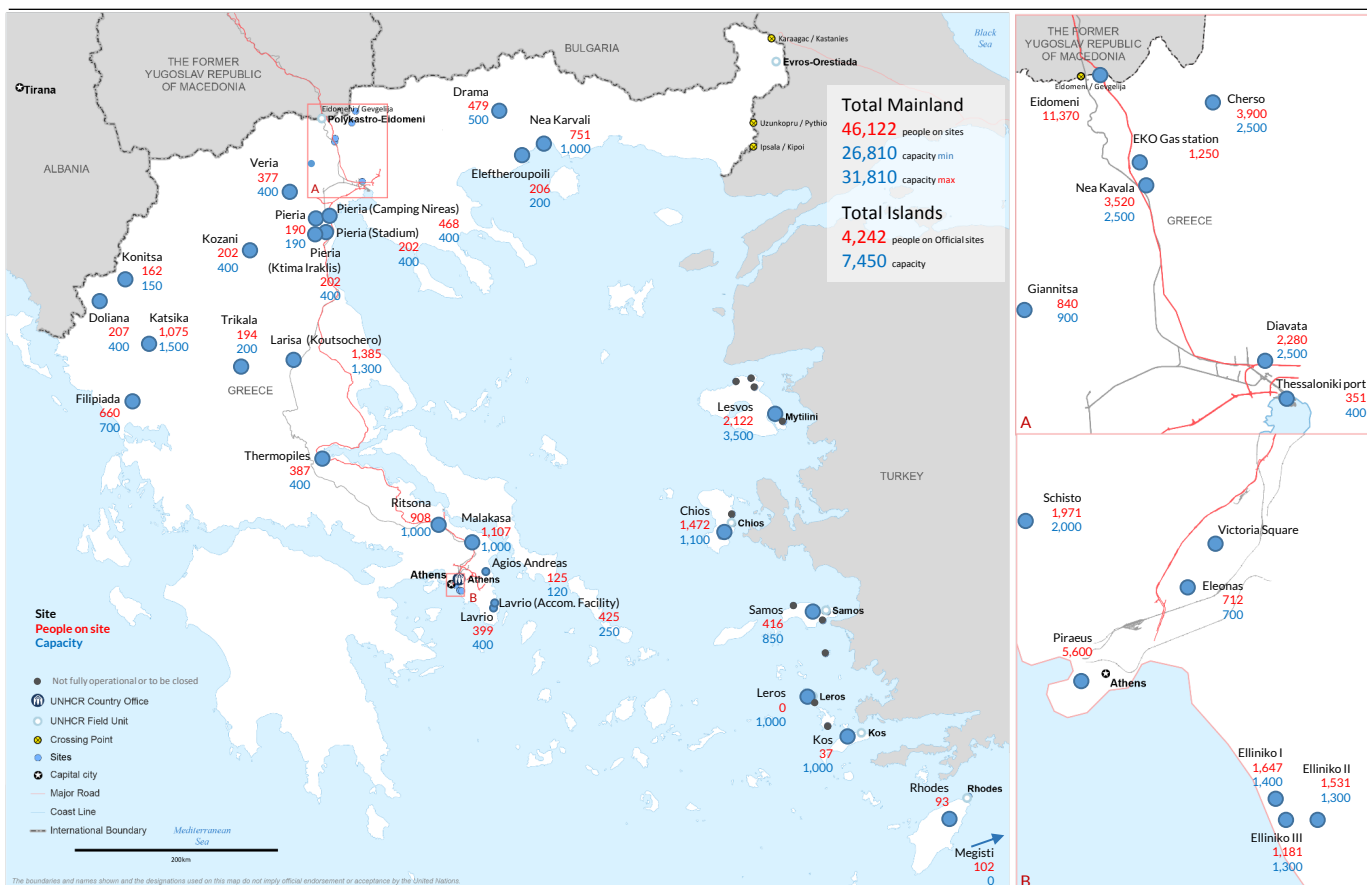 THE FORMER
YUGOSLAV REPUBLIC
OF MACEDONIA
BULGARIA
Black
Sea
Karaagac / Kastanies
Evros-Orestiada
Tirana
ALBANIA
Eidomeni / Gevgelija
Polykastro-Eidomeni
A
Drama
479
500
Nea Karvali
751
1,000
Eleftheroupoili
206
200
Uzunkopru / Pythio
Ipsala / Kipoi
Total Mainland
46,122 people on sites
26,810 capacity min
31,810 capacity max
Total Islands
4,242 people on Official sites
7,450 capacity
Veria
377
400
Pieria
190
190
Pieria (Camping Nireas)
468
400
Pieria (Stadium)
202
400
Pieria
(Ktima Iraklis)
202
400
Kozani
202
400
Konitsa
162
150
Doliana
207
400
Katsika
1,075
1,500
Trikala
194
200
Larisa (Koutsochero)
1,385
1,300
GREECE
Filipiada
660
700
Thermopiles
387
400
Ritsona
908
1,000
Malakasa
1,107
1,000
Agios Andreas
125
120
Athens
Athens
B
Lavrio (Accom. Facility)
425
250
Lavrio
399
400
Lesvos
2,122
3,500
Mytilini
TURKEY
Chios
1,472
1,100
Chios
Samos
416
850
Samos
Leros
0
1,000
Leros
Kos
37
1,000
Kos
Rhodes
93
Rhodes
Megisti
102
0
Site
People on site
Capacity
Not fully operational or to be closed
UNHCR Country Office
UNHCR Field Unit
Crossing Point
Sites
Capital city
Major Road
Coast Line
International Boundary
Mediterranean
Sea
200km
The boundaries and names shown and the designations used on this map do not imply official endorsement or acceptance by the United Nations.
THE FORMER
YUGOSLAV REPUBLIC
OF MACEDONIA
Eidomeni / Gevgelija
Eidomeni
11,370
Cherso
3,900
2,500
EKO Gas station
1,250
Nea Kavala
3,520
2,500
GREECE
Giannitsa
840
900
Diavata
2,280
2,500
Thessaloniki port
351
400
A
Schisto
1,971
2,000
Victoria Square
Eleonas
712
700
Piraeus
5,600
Athens
Elliniko I
1,647
1,400
Elliniko II
1,531
1,300
Elliniko III
1,181
1,300
B